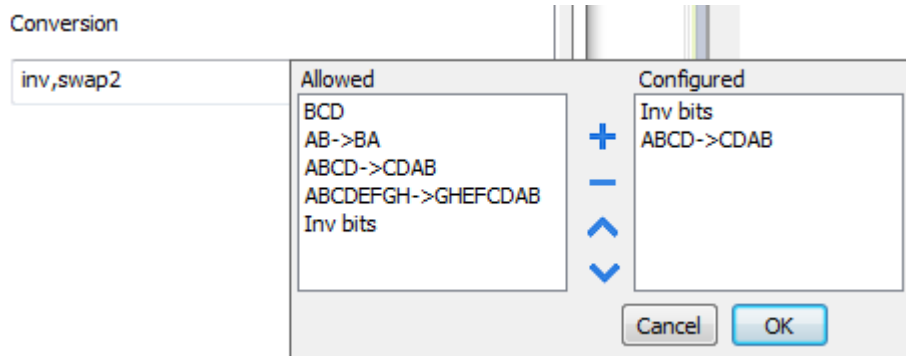 Conversion
inv,swap2
Allowed
BCD
AB->BA
ABCD->CDAB
ABCDEFGH->GHEFCDAB
Inv bits
Configured
Inv bits
ABCD->CDAB
Cancel
OK